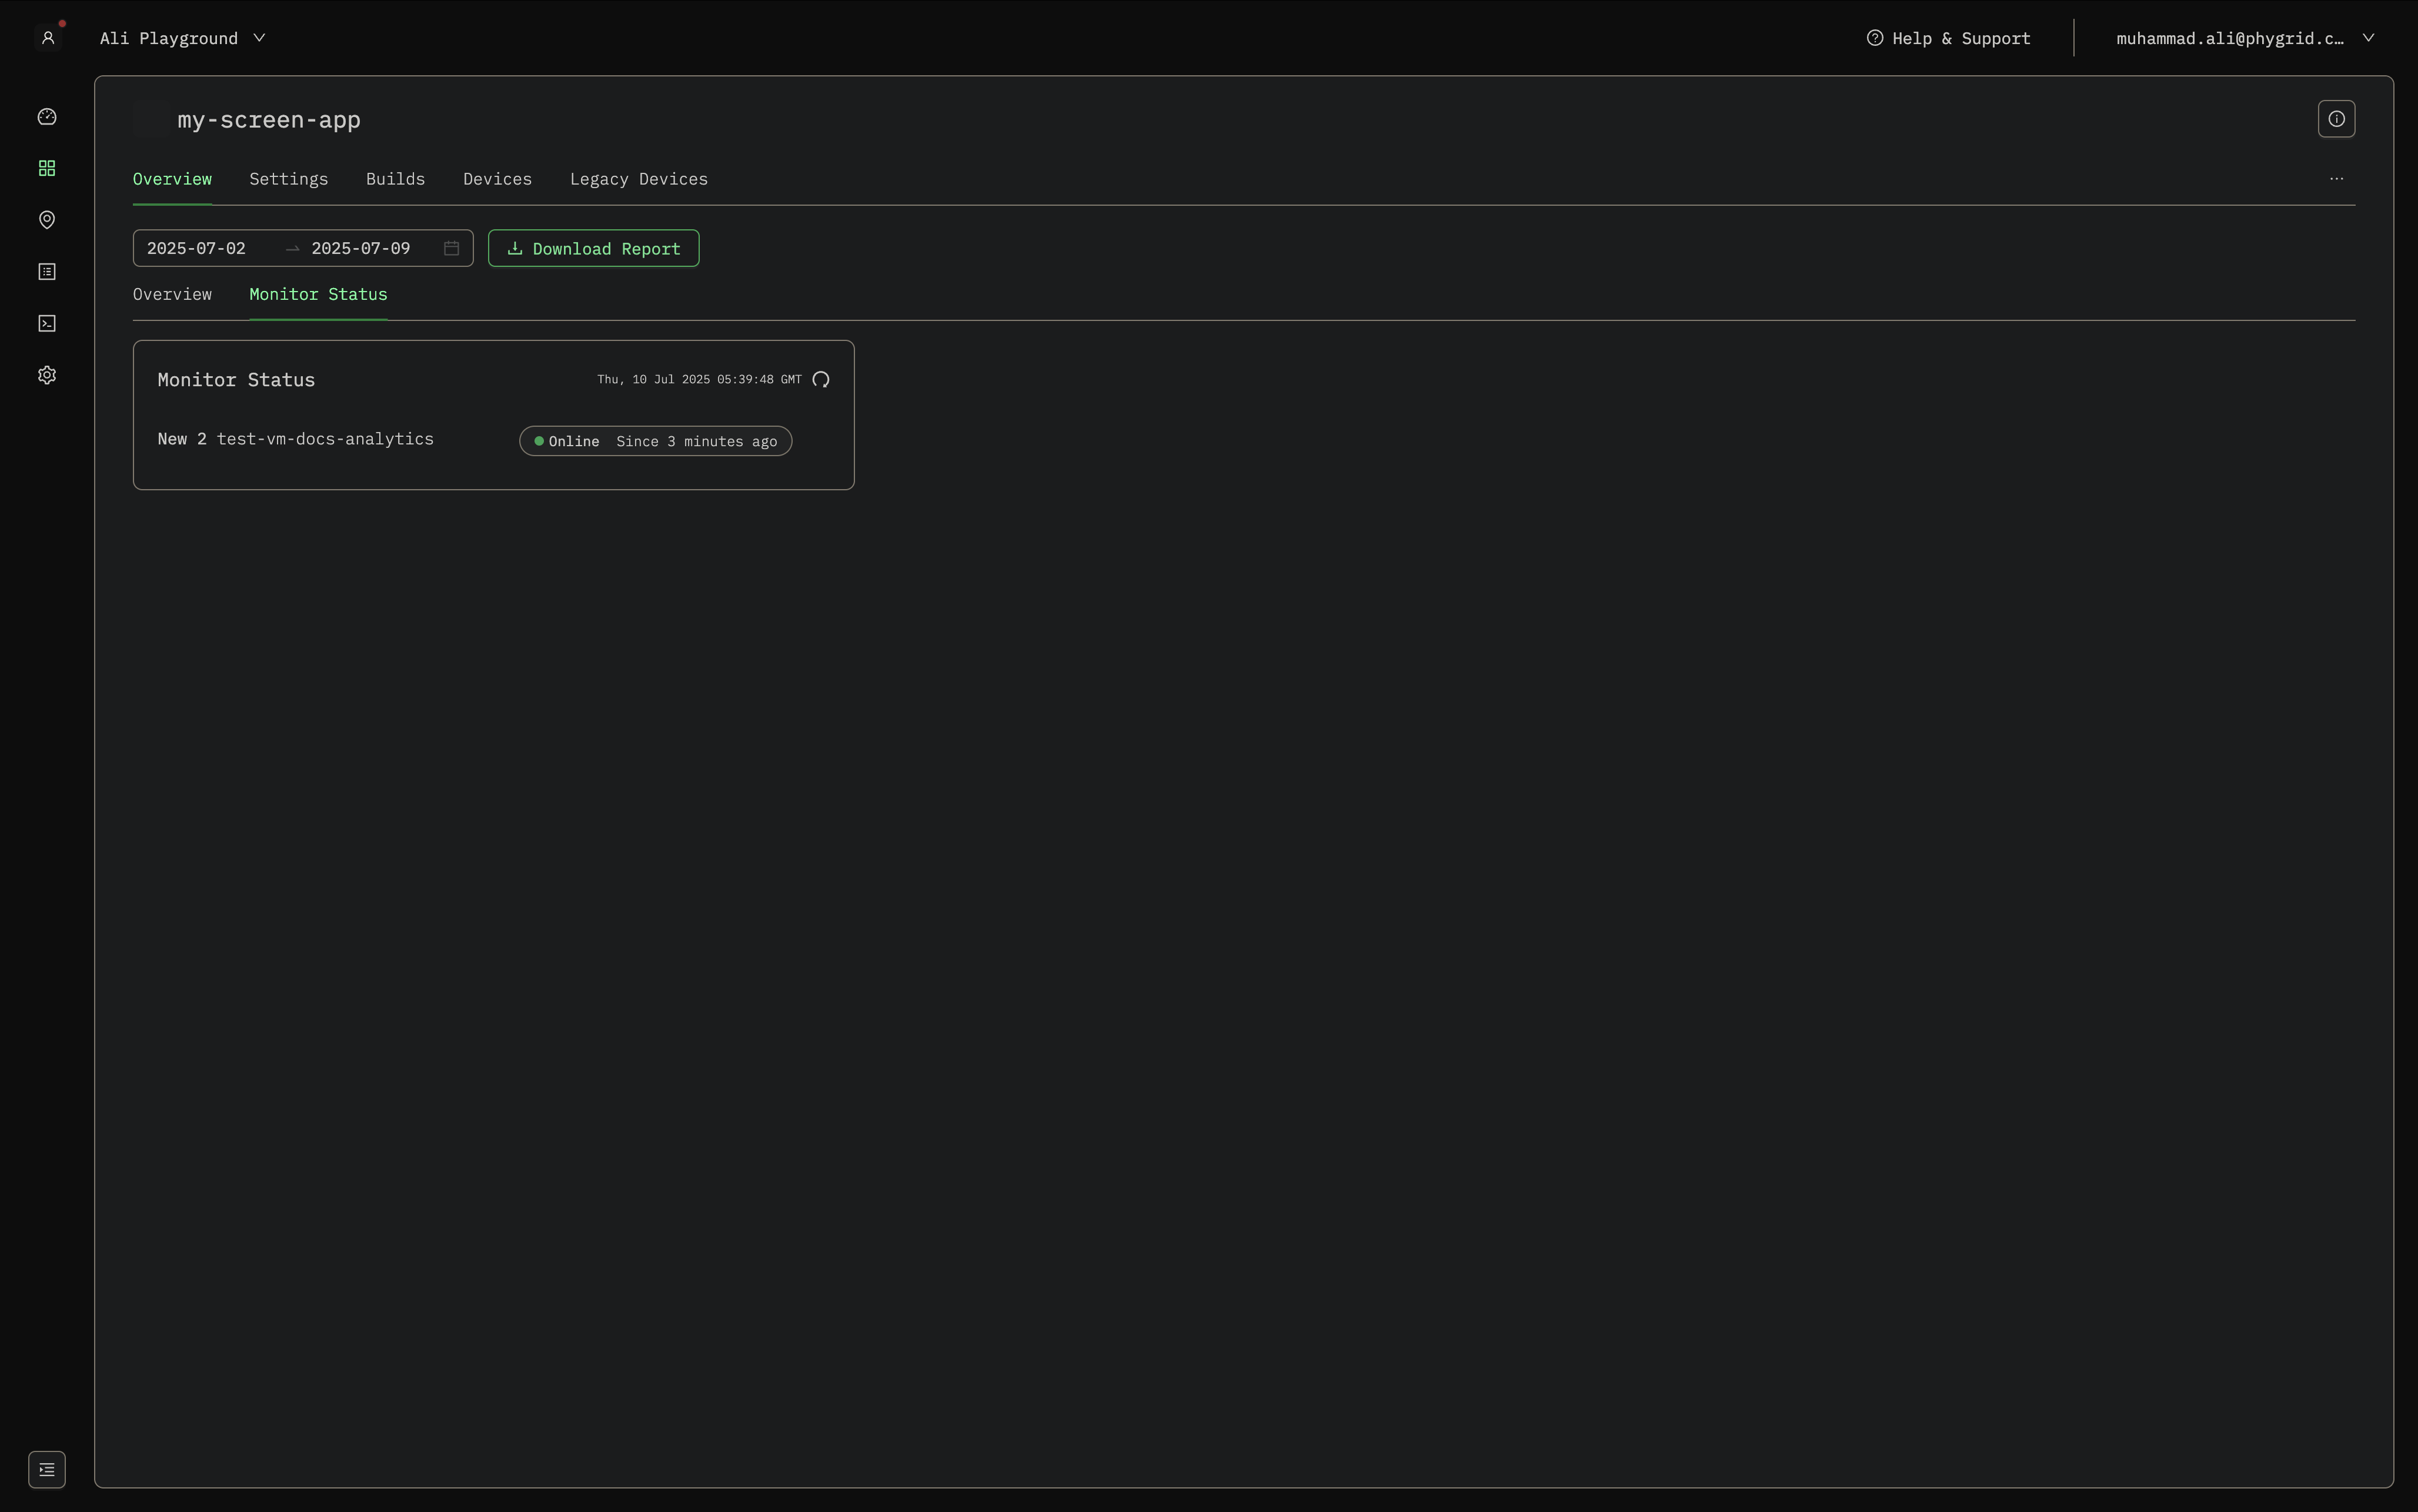 Ali Playground
Help & Support
muhammad.ali@phygrid.c…
my-screen-app
Overview Settings Builds Devices Legacy Devices ···
2025-07-02 → 2025-07-09
Download Report
Overview Monitor Status
Monitor Status
Thu, 10 Jul 2025 05:39:48 GMT
New 2 test-vm-docs-analytics
Online Since 3 minutes ago